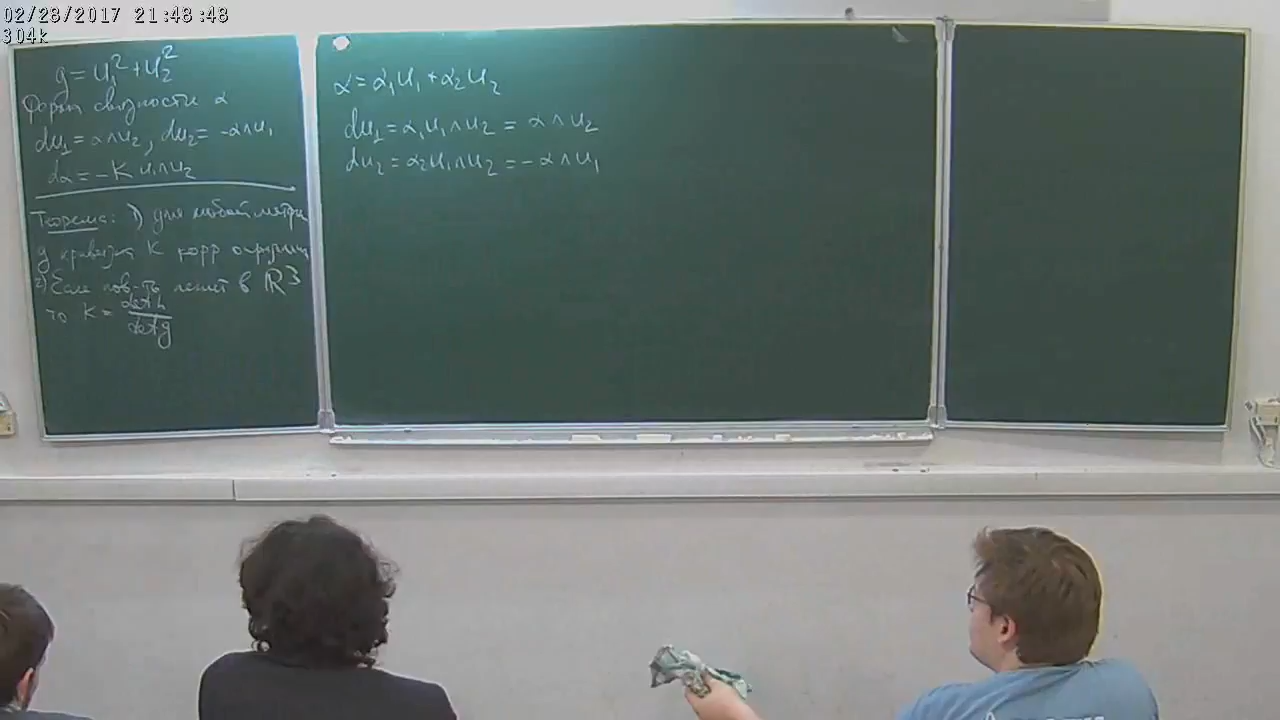 02/28/2017 21:48:48
304k
g = u₁² + u₂²
Форма связности α
du₁ = α∧u₂, du₂ = -α∧u₁
dα = -K u₁∧u₂
Теорема: 1) для любой метри
g кривизна K корр определ
2) Если пов-ть лежит в ℝ³
то K = det h / det g
α = α₁u₁ + α₂u₂
du₁ = α₁u₁∧u₂ = α∧u₂
du₂ = α₂u₁∧u₂ = -α∧u₁